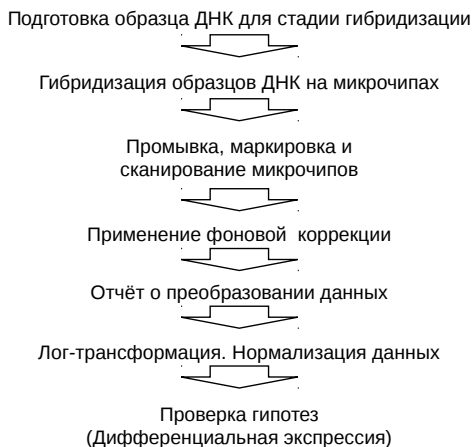 Подготовка образца ДНК для стадии гибридизации
Гибридизация образцов ДНК на микрочипах
Промывка, маркировка и
сканирование микрочипов
Применение фоновой коррекции
Отчёт о преобразовании данных
Лог-трансформация. Нормализация данных
Проверка гипотез
(Дифференциальная экспрессия)